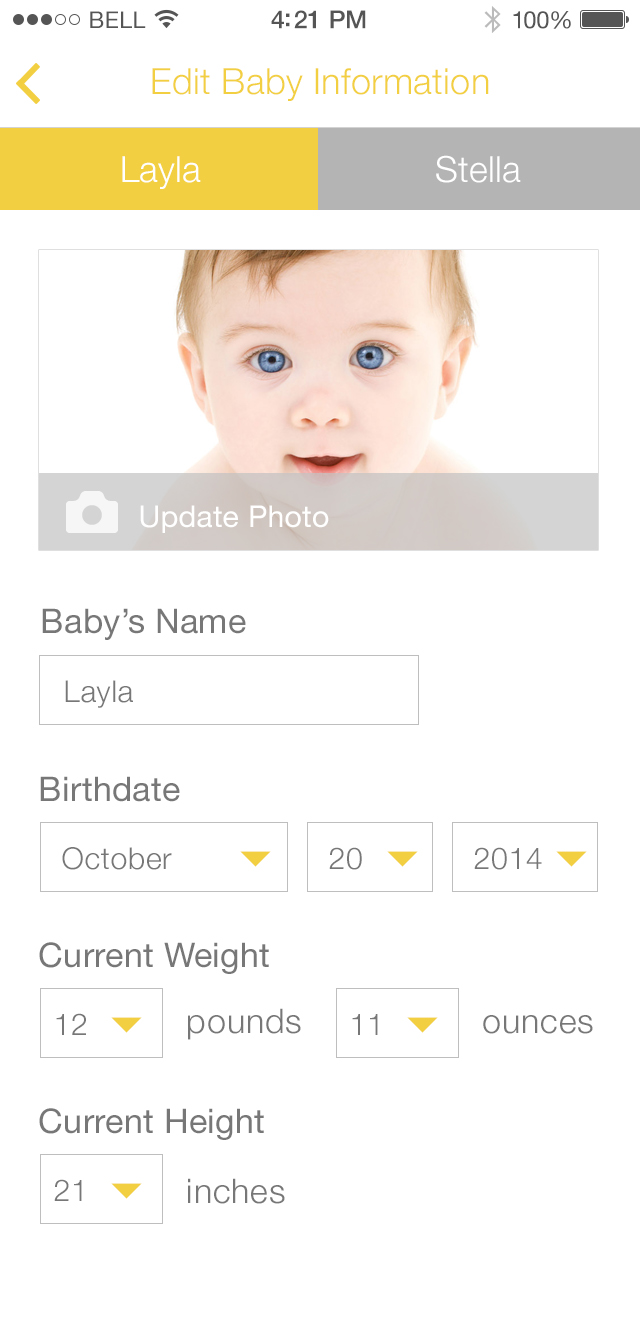 BELL 4:21 PM 100%
Edit Baby Information
Layla Stella
Update Photo
Baby’s Name
Layla
Birthdate
October 20 2014
Current Weight
12 pounds 11 ounces
Current Height
21 inches